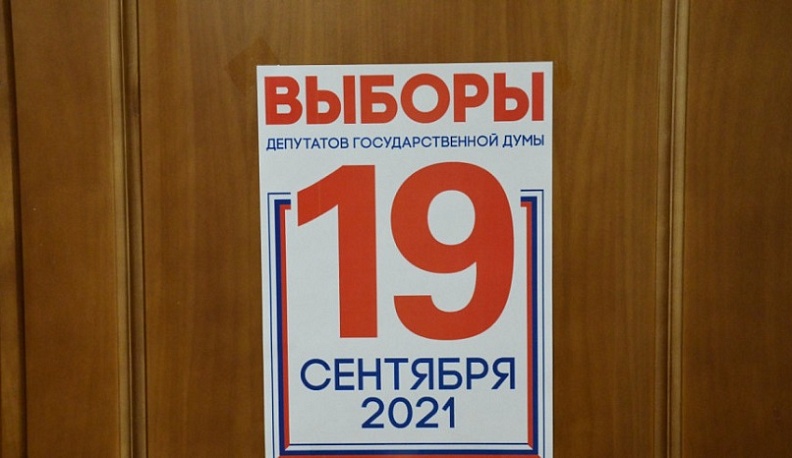 ВЫБОРЫ
ДЕПУТАТОВ ГОСУДАРСТВЕННОЙ ДУМЫ
19
СЕНТЯБРЯ
2021